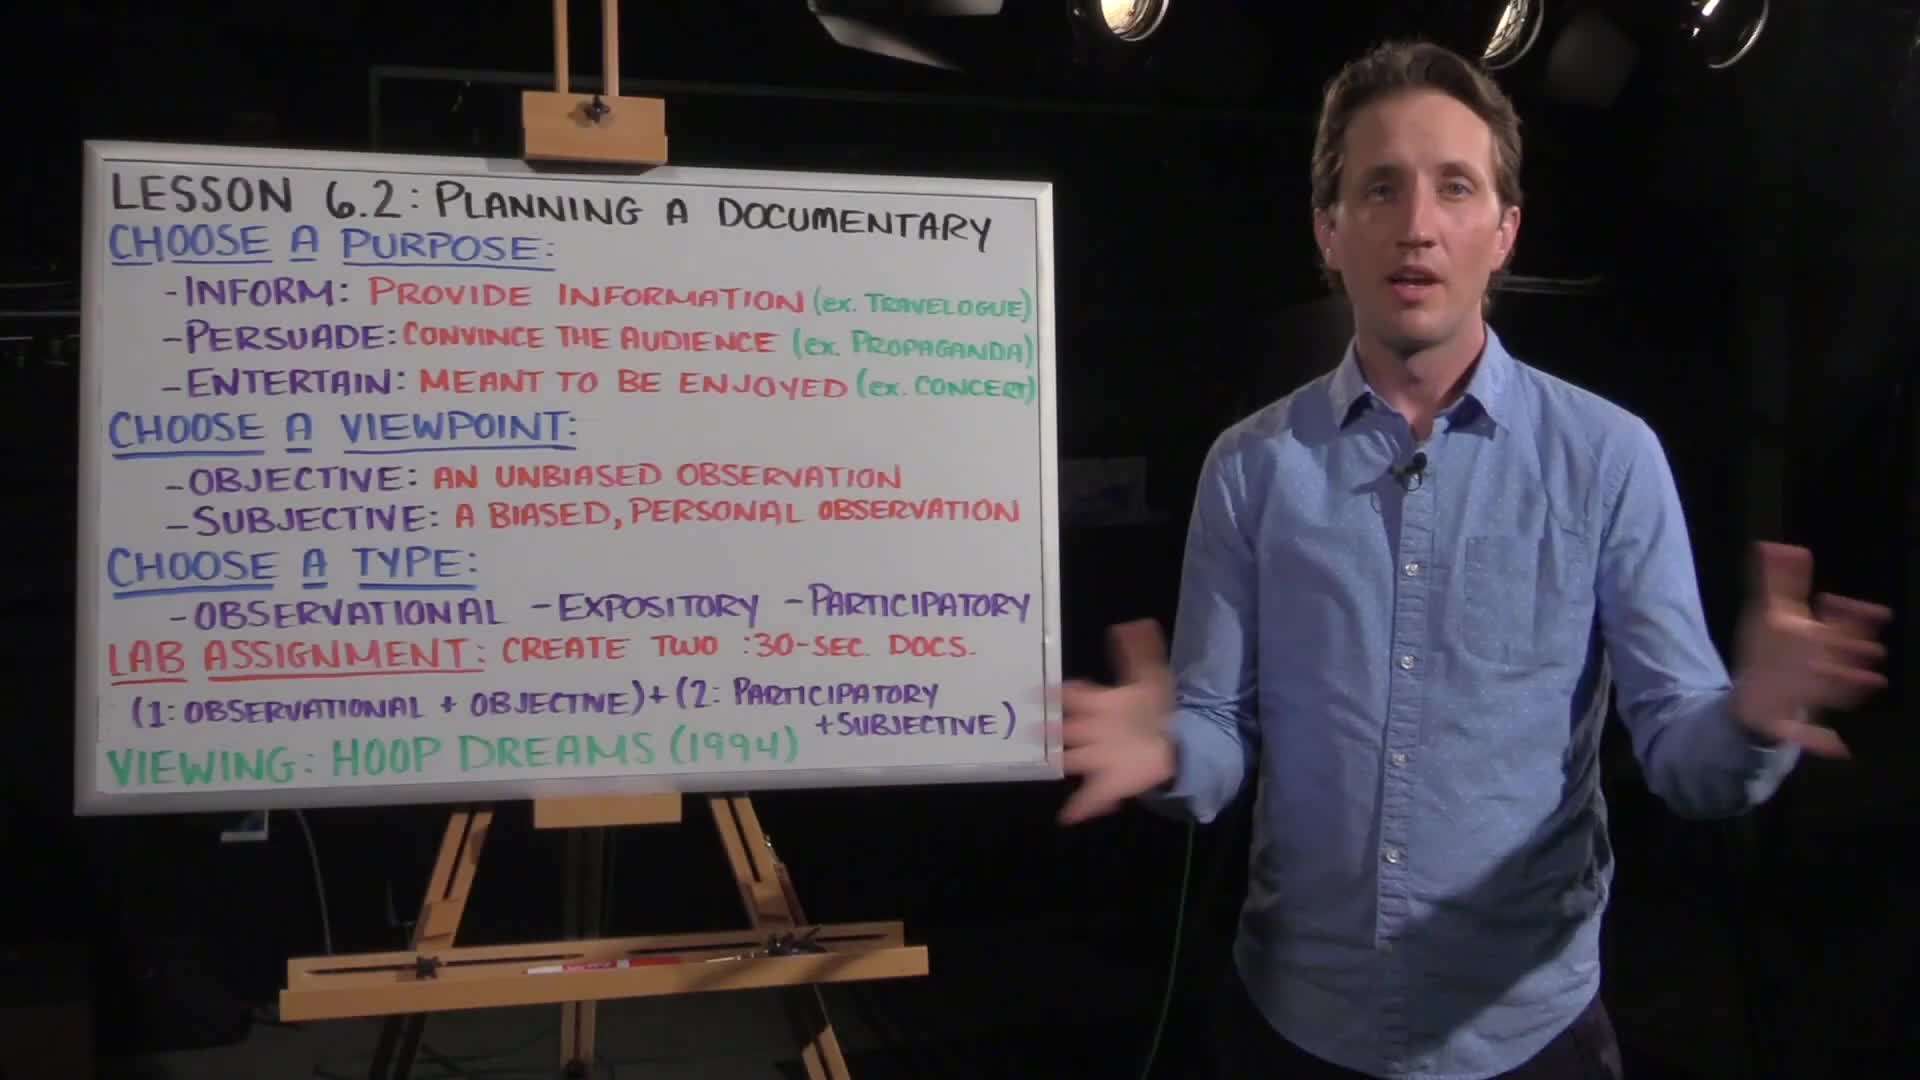 LESSON 6.2: PLANNING A DOCUMENTARY
CHOOSE A PURPOSE:
-INFORM: PROVIDE INFORMATION (ex. TRAVELOGUE)
-PERSUADE: CONVINCE THE AUDIENCE (ex. PROPAGANDA)
-ENTERTAIN: MEANT TO BE ENJOYED (ex. CONCERT)
CHOOSE A VIEWPOINT:
-OBJECTIVE: AN UNBIASED OBSERVATION
-SUBJECTIVE: A BIASED, PERSONAL OBSERVATION
CHOOSE A TYPE:
-OBSERVATIONAL -EXPOSITORY -PARTICIPATORY
LAB ASSIGNMENT: CREATE TWO :30-SEC. DOCS.
(1: OBSERVATIONAL + OBJECTIVE) + (2: PARTICIPATORY
+SUBJECTIVE)
VIEWING: HOOP DREAMS (1994)